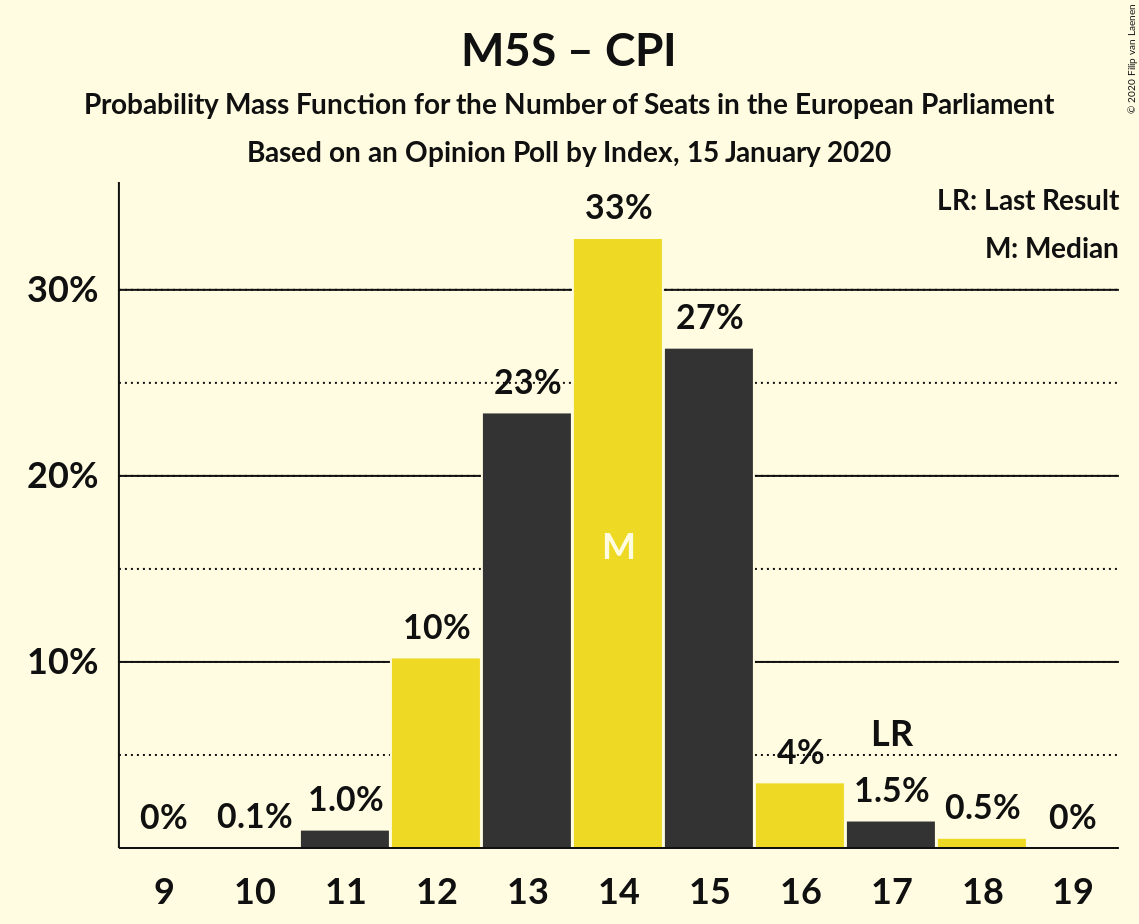 M5S – CPI
Probability Mass Function for the Number of Seats in the European Parliament
Based on an Opinion Poll by Index, 15 January 2020
© 2020 Filip van Laenen
LR: Last Result
M: Median
30%
20%
10%
0%
0.1%
1.0%
10%
23%
33%
M
27%
4%
LR
1.5%
0.5%
0%
9 10 11 12 13 14 15 16 17 18 19